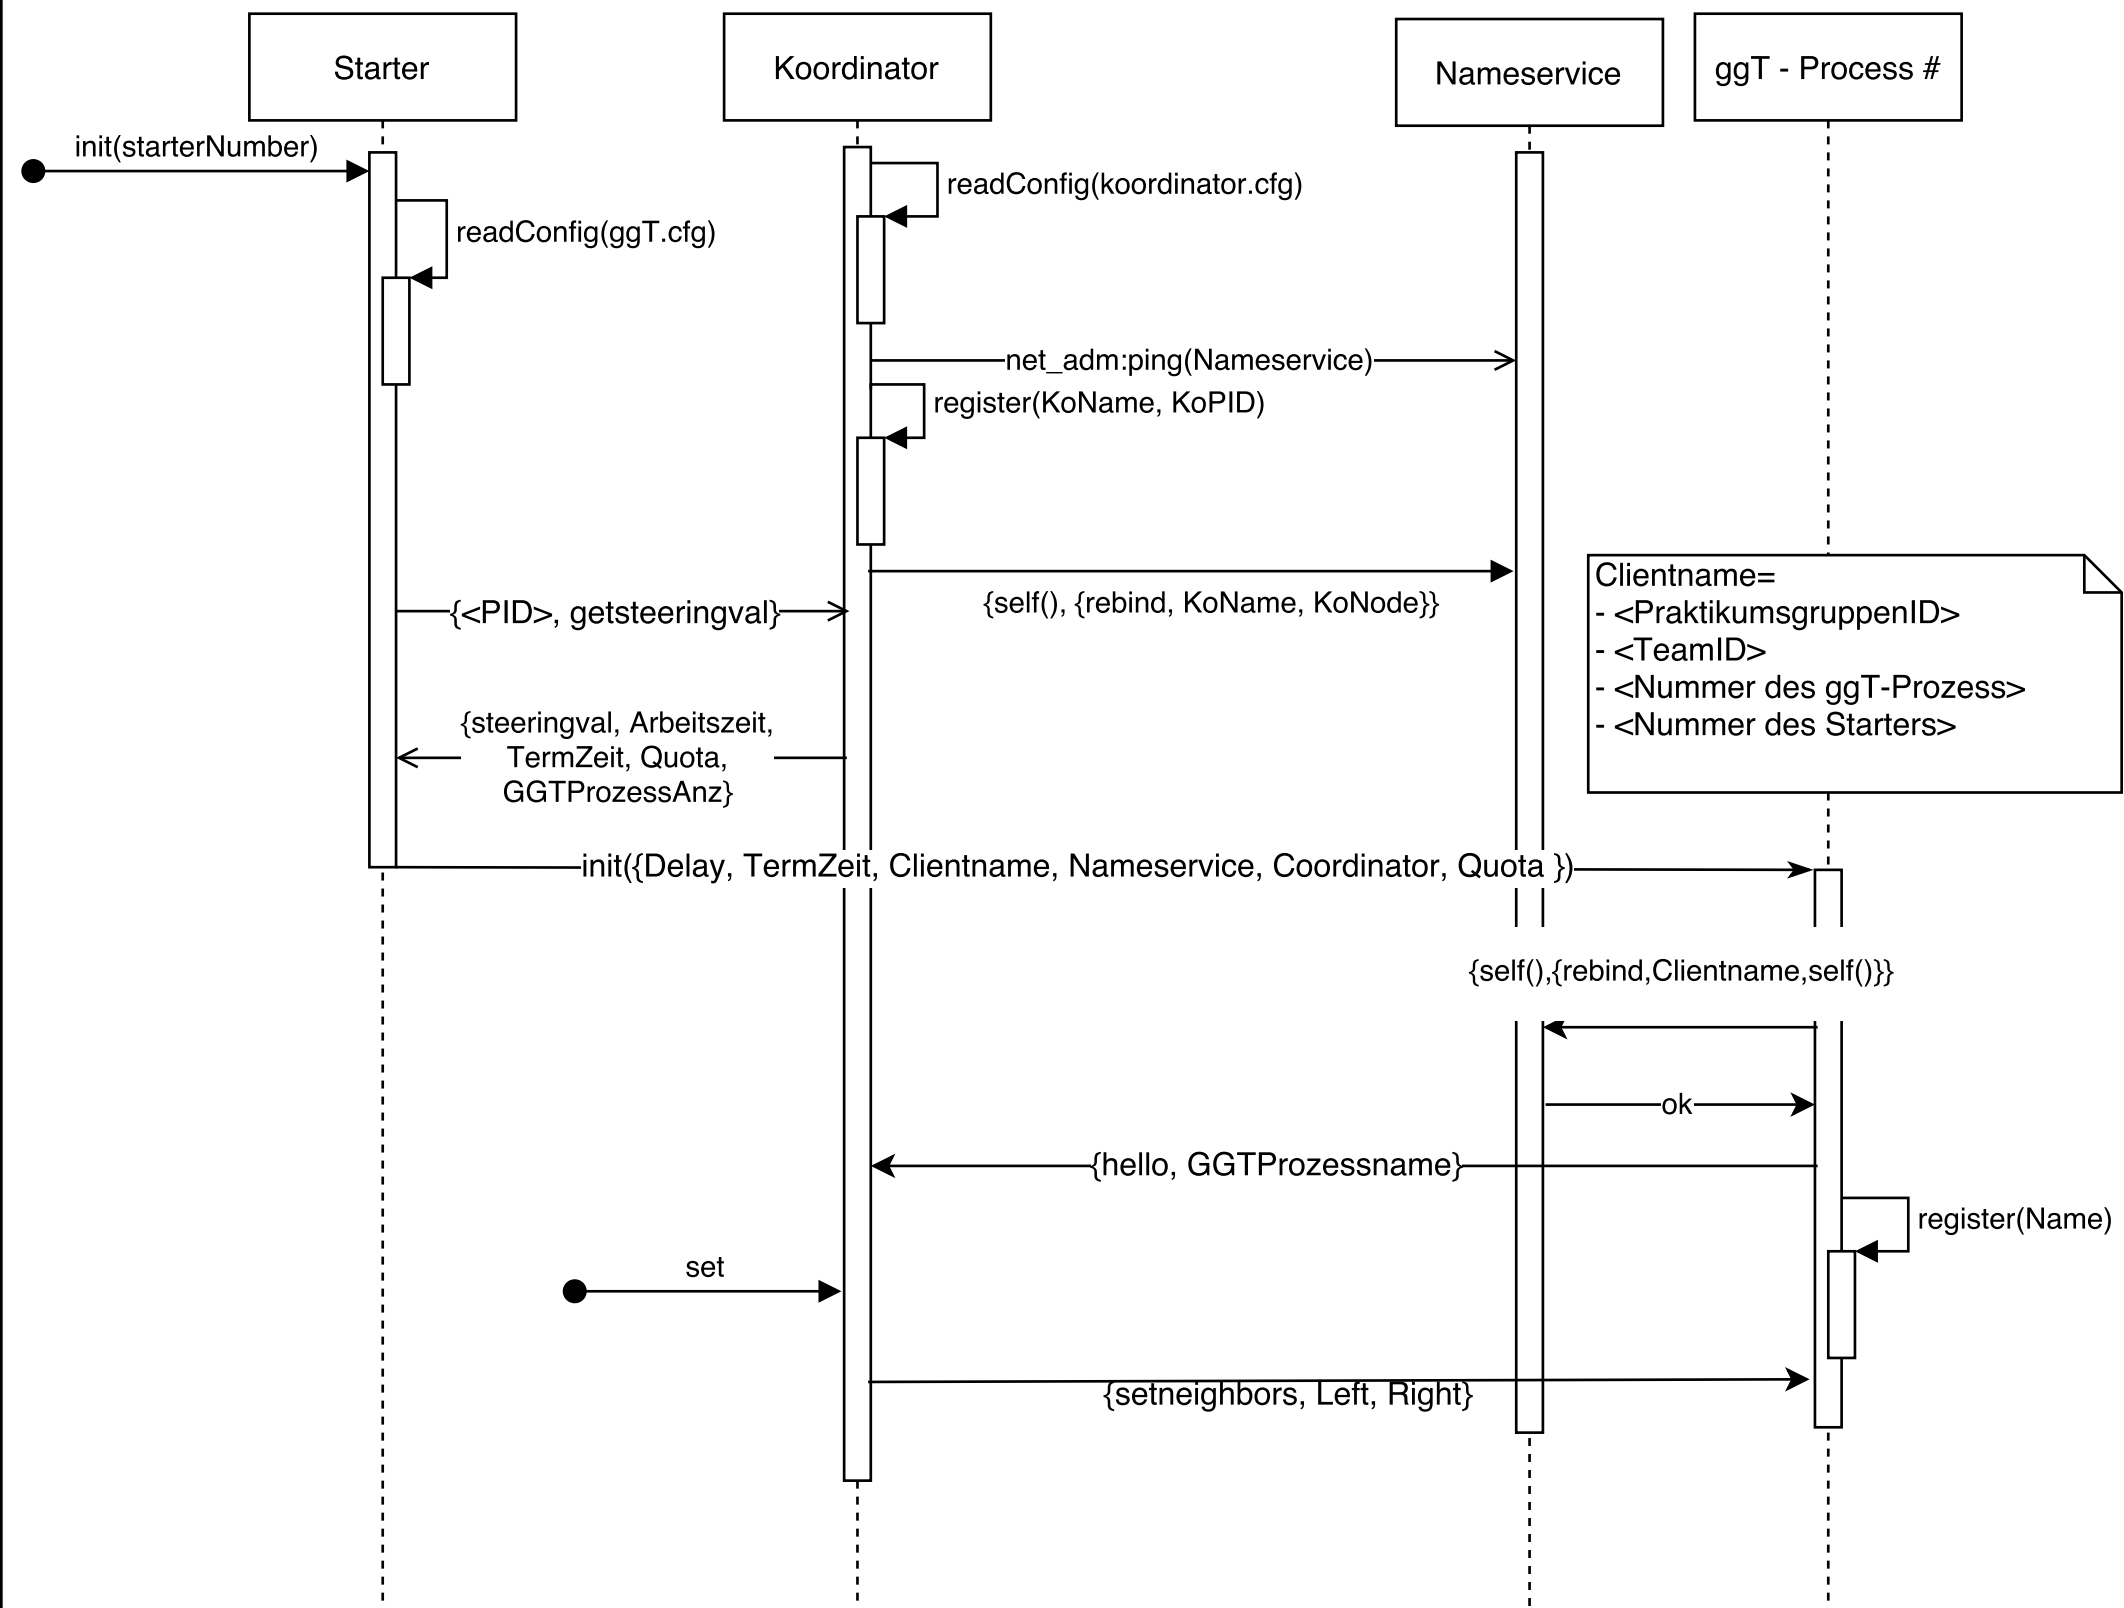 Starter
Koordinator
Nameservice
ggT - Process #
init(starterNumber)
readConfig(koordinator.cfg)
readConfig(ggT.cfg)
net_adm:ping(Nameservice)
register(KoName, KoPID)
{self(), {rebind, KoName, KoNode}}
{<PID>, getsteeringval}
Clientname=
- <PraktikumsgruppenID>
- <TeamID>
- <Nummer des ggT-Prozess>
- <Nummer des Starters>
{steeringval, Arbeitszeit,
TermZeit, Quota,
GGTProzessAnz}
init({Delay, TermZeit, Clientname, Nameservice, Coordinator, Quota })
{self(),{rebind,Clientname,self()}}
ok
{hello, GGTProzessname}
register(Name)
set
{setneighbors, Left, Right}